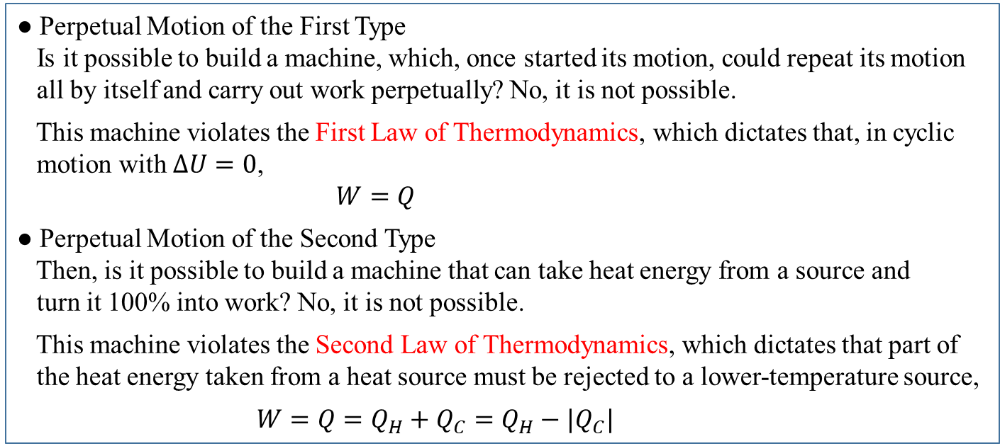 ● Perpetual Motion of the First Type
Is it possible to build a machine, which, once started its motion, could repeat its motion
all by itself and carry out work perpetually? No, it is not possible.
This machine violates the First Law of Thermodynamics, which dictates that, in cyclic
motion with ΔU = 0,
W = Q
● Perpetual Motion of the Second Type
Then, is it possible to build a machine that can take heat energy from a source and
turn it 100% into work? No, it is not possible.
This machine violates the Second Law of Thermodynamics, which dictates that part of
the heat energy taken from a heat source must be rejected to a lower-temperature source,
W = Q = Q_H + Q_C = Q_H − |Q_C|